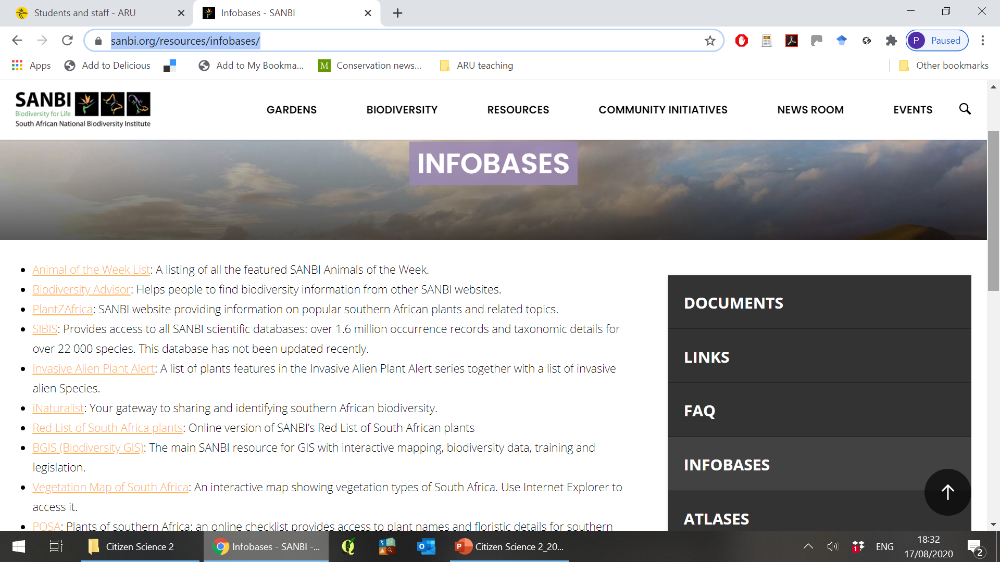 Students and staff - ARU
Infobases - SANBI
sanbi.org/resources/infobases/
P Paused
Apps
Add to Delicious
Add to My Bookma...
M Conservation news...
ARU teaching
Other bookmarks
SANBI
Biodiversity for Life
South African National Biodiversity Institute
GARDENS
BIODIVERSITY
RESOURCES
COMMUNITY INITIATIVES
NEWS ROOM
EVENTS
INFOBASES
Animal of the Week List: A listing of all the featured SANBI Animals of the Week.
Biodiversity Advisor: Helps people to find biodiversity information from other SANBI websites.
PlantZAfrica: SANBI website providing information on popular southern African plants and related topics.
SIBIS: Provides access to all SANBI scientific databases: over 1.6 million occurrence records and taxonomic details for
over 22 000 species. This database has not been updated recently.
Invasive Alien Plant Alert: A list of plants features in the Invasive Alien Plant Alert series together with a list of invasive
alien Species.
iNaturalist: Your gateway to sharing and identifying southern African biodiversity.
Red List of South Africa plants: Online version of SANBI’s Red List of South African plants
BGIS (Biodiversity GIS): The main SANBI resource for GIS with interactive mapping, biodiversity data, training and
legislation.
Vegetation Map of South Africa: An interactive map showing vegetation types of South Africa. Use Internet Explorer to
access it.
POSA: Plants of southern Africa: an online checklist provides access to plant names and floristic details for southern
DOCUMENTS
LINKS
FAQ
INFOBASES
ATLASES
Citizen Science 2
Infobases - SANBI -...
Citizen Science 2_20...
1
ENG
18:32
17/08/2020
2